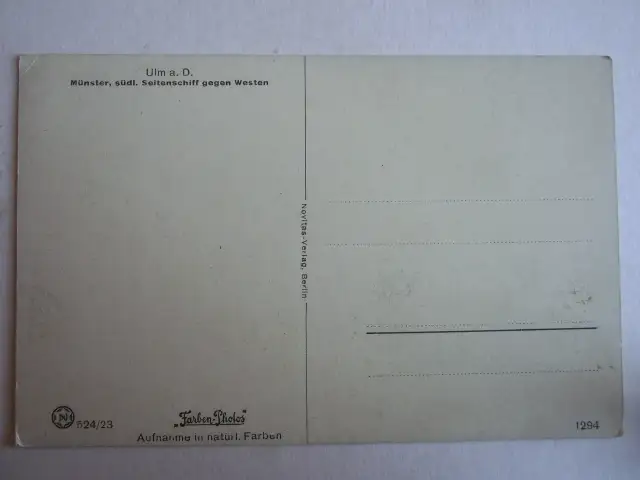 Ulm a. D.
Münster, südl. Seitenschiff gegen Westen
Novitas-Verlag, Berlin
524/23
„Farben-Photos"
Aufnahme in natürl. Farben
1294